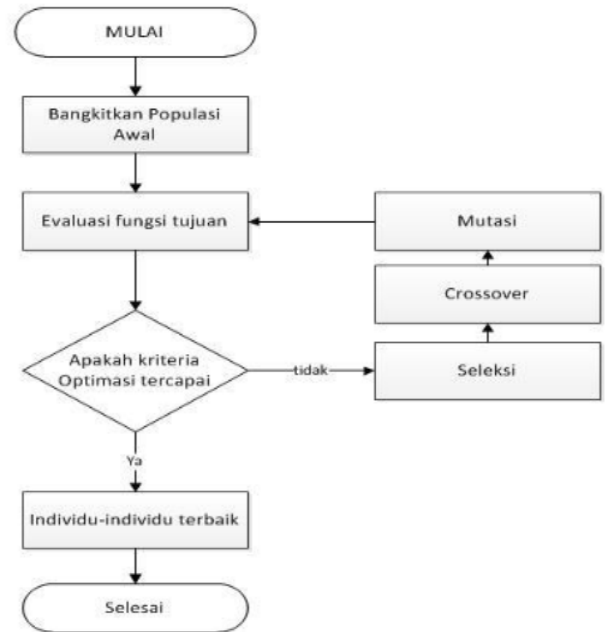 MULAI
Bangkitkan Populasi
Awal
Evaluasi fungsi tujuan
Mutasi
Crossover
Apakah kriteria
Optimasi tercapai
tidak
Seleksi
Ya
Individu-individu terbaik
Selesai